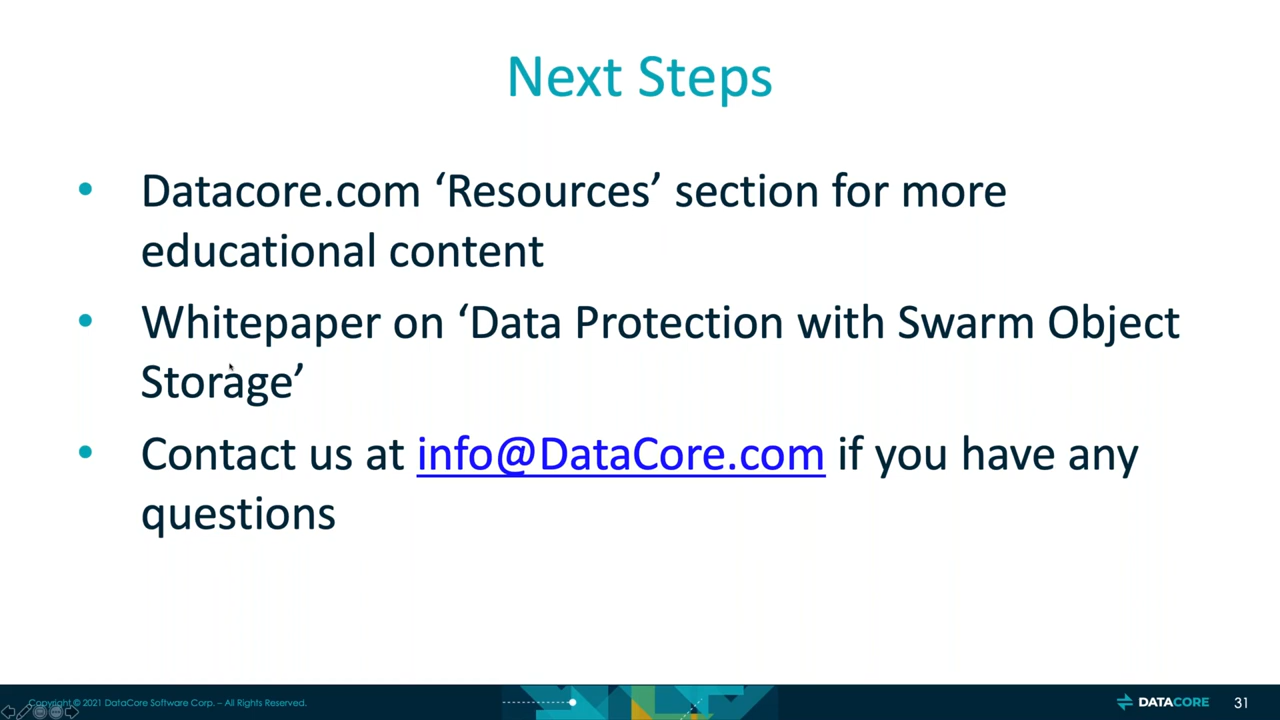 Next Steps
• Datacore.com ‘Resources’ section for more
educational content
• Whitepaper on ‘Data Protection with Swarm Object
Storage’
• Contact us at info@DataCore.com if you have any
questions
Copyright © 2021 DataCore Software Corp. – All Rights Reserved.
DATACORE
31